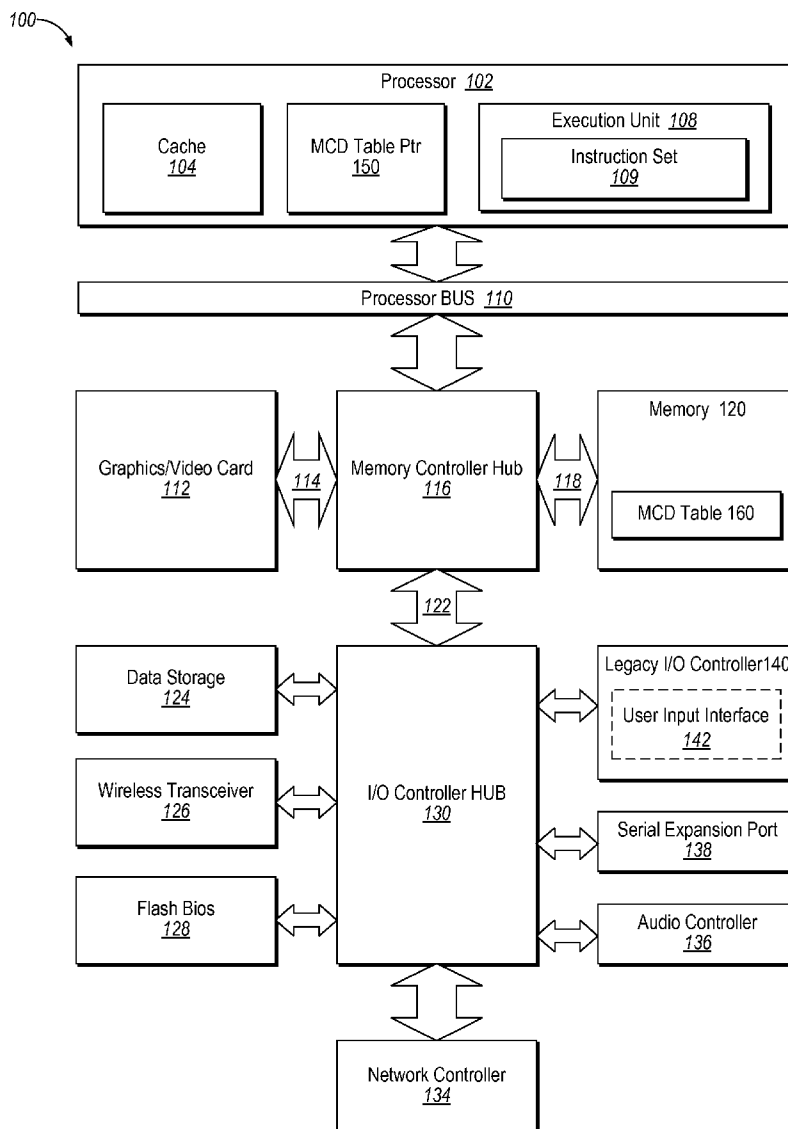 100
Processor 102
Cache
104
MCD Table Ptr
150
Execution Unit 108
Instruction Set
109
Processor BUS 110
Graphics/Video Card
112
114
Memory Controller Hub
116
118
Memory 120
MCD Table 160
122
Data Storage
124
Wireless Transceiver
126
Flash Bios
128
I/O Controller HUB
130
Legacy I/O Controller140
User Input Interface
142
Serial Expansion Port
138
Audio Controller
136
Network Controller
134